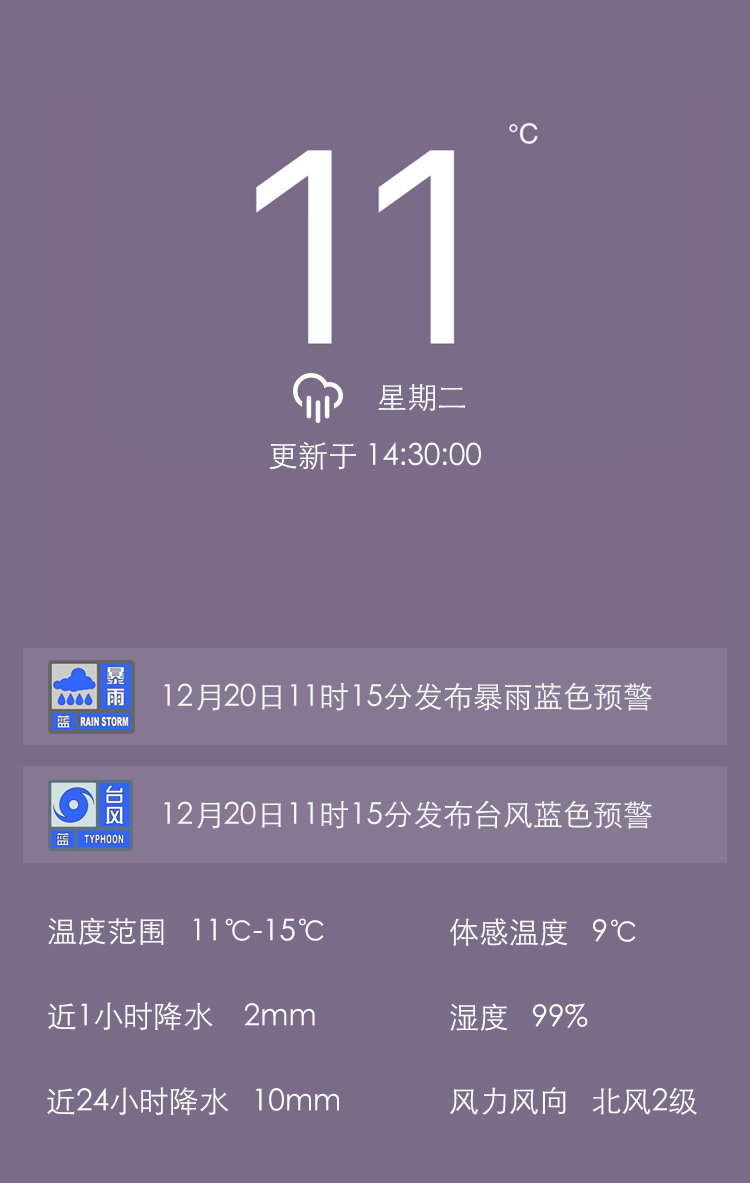 11 °C
星期二
更新于 14:30:00
暴雨
蓝 RAIN STORM
12月20日11时15分发布暴雨蓝色预警
台风
蓝 TYPHOON
12月20日11时15分发布台风蓝色预警
温度范围 11℃-15℃ 体感温度 9℃
近1小时降水 2mm 湿度 99%
近24小时降水 10mm 风力风向 北风2级